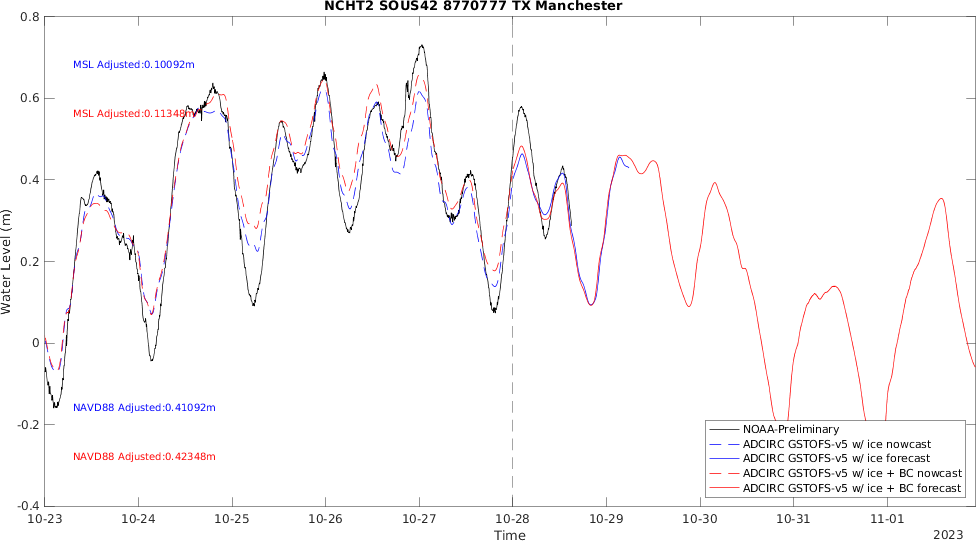 NCHT2 SOUS42 8770777 TX Manchester
0.8
MSL Adjusted:0.10092m
0.6
MSL Adjusted:0.11348m
0.4
0.2
Water Level (m)
0
NAVD88 Adjusted:0.41092m
-0.2
NAVD88 Adjusted:0.42348m
NOAA-Preliminary
ADCIRC GSTOFS-v5 w/ ice nowcast
ADCIRC GSTOFS-v5 w/ ice forecast
ADCIRC GSTOFS-v5 w/ ice + BC nowcast
ADCIRC GSTOFS-v5 w/ ice + BC forecast
-0.4
10-23 10-24 10-25 10-26 10-27 10-28 10-29 10-30 10-31 11-01
Time
2023